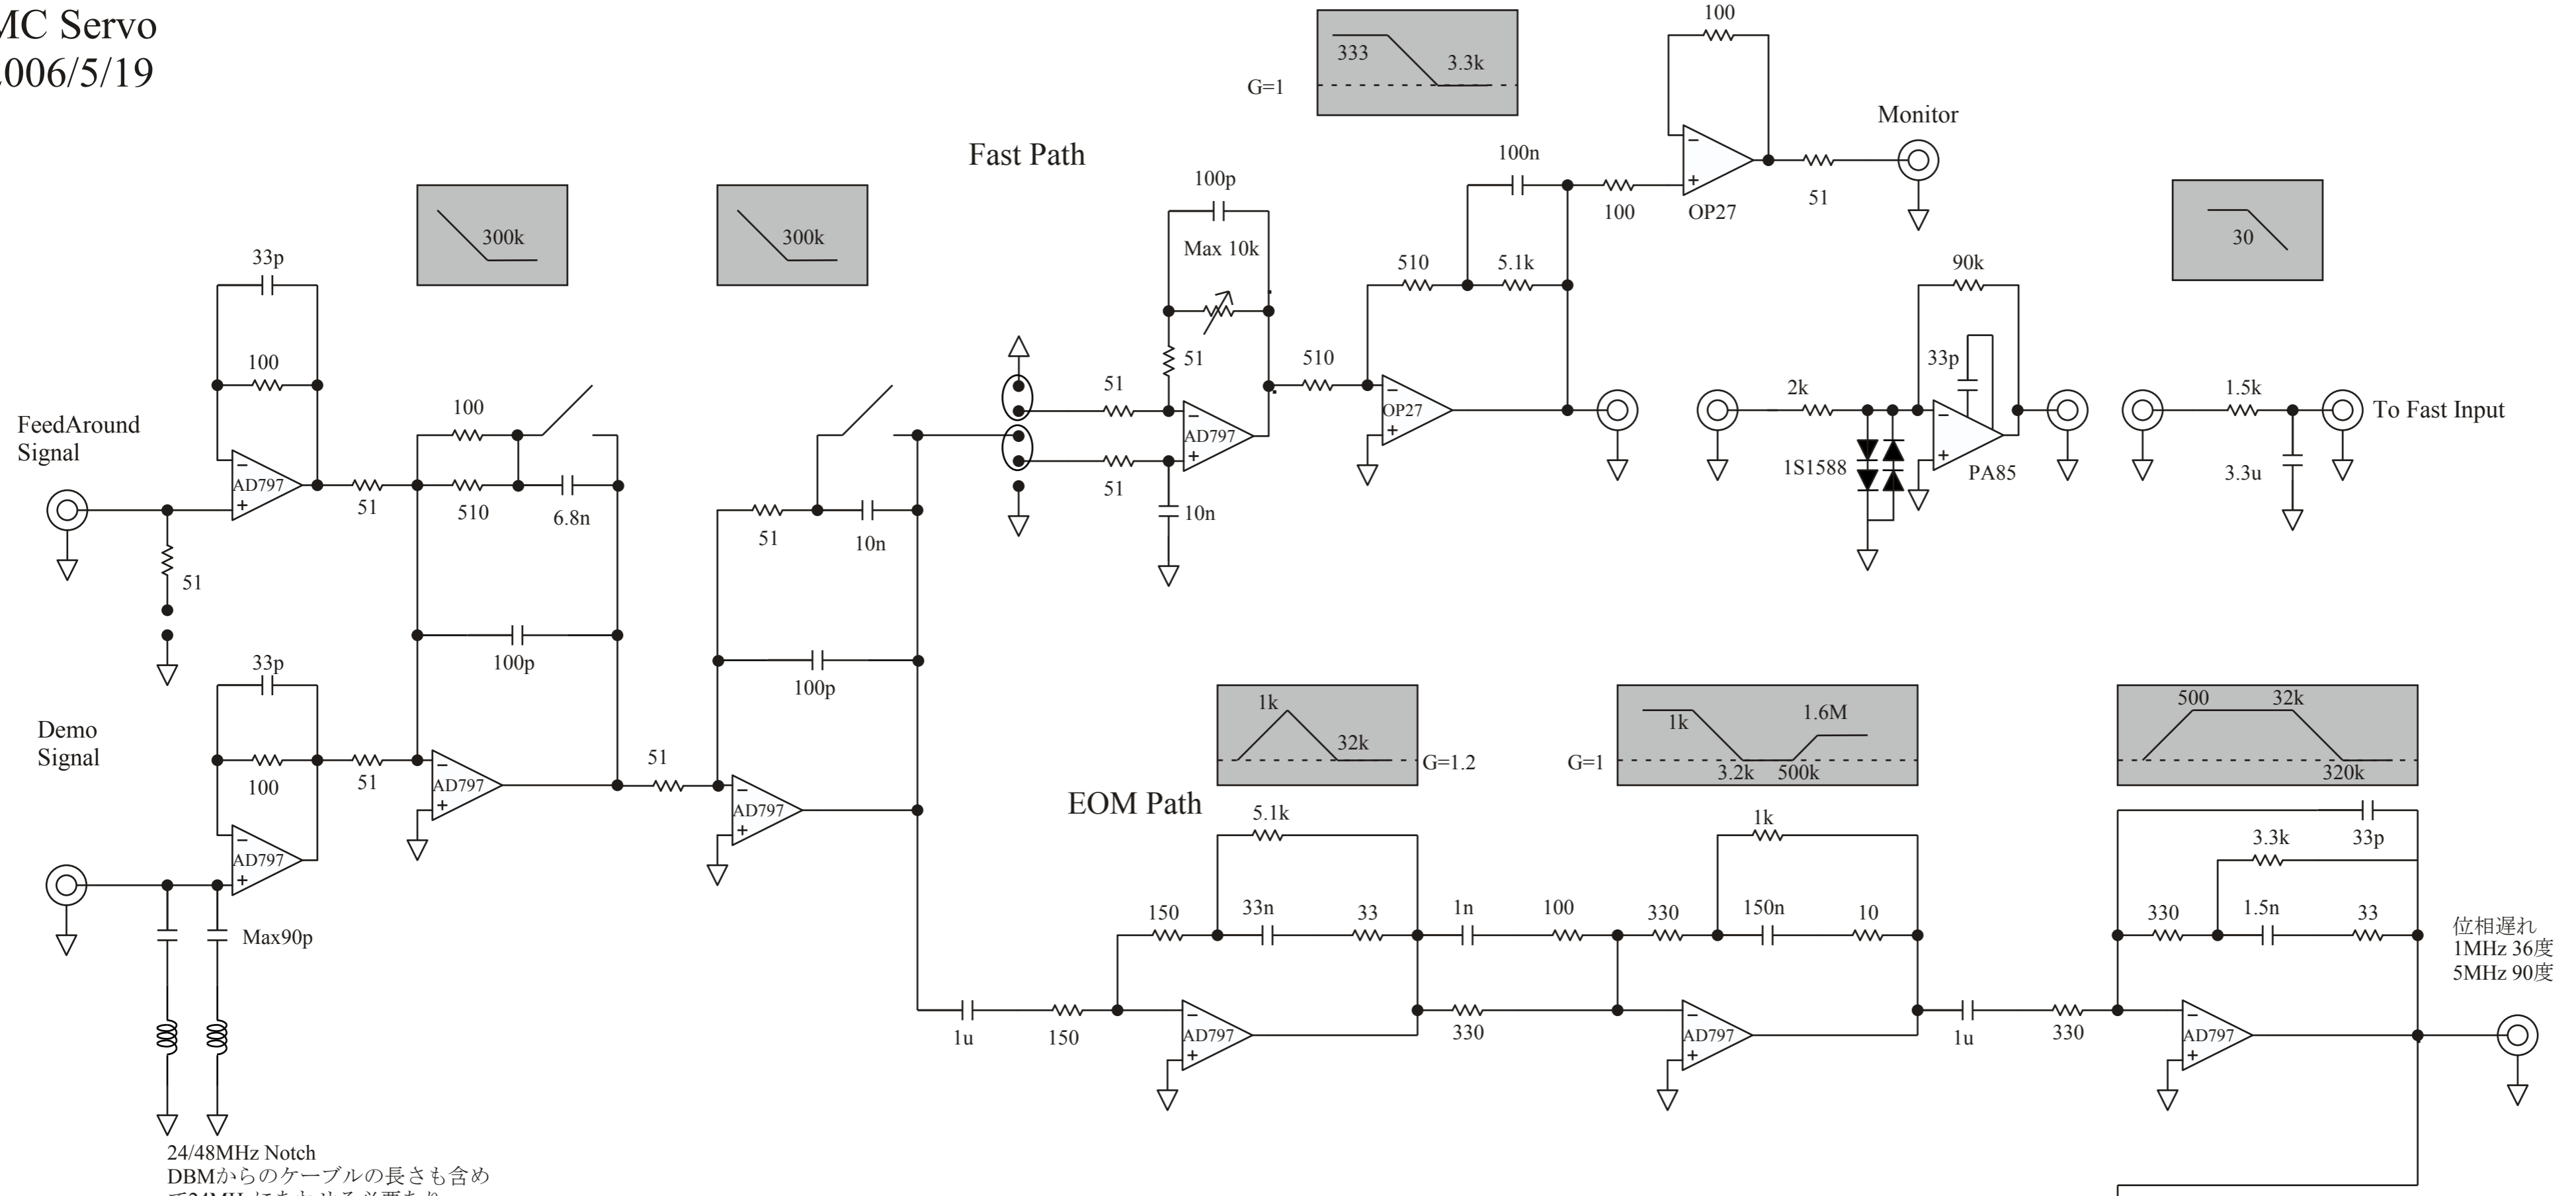 MC Servo
2006/5/19
FeedAround
Signal
33p
100
AD797
51
51
Demo
Signal
33p
100
AD797
51
Max90p
24/48MHz Notch
DBMからのケーブルの長さも含め
300k
100
510
6.8n
100p
AD797
51
300k
51
10n
100p
AD797
Fast Path
51
51
10n
100p
Max 10k
51
AD797
510
G=1
333
3.3k
100n
510
5.1k
OP27
100
100
OP27
51
Monitor
2k
1S1588
90k
33p
PA85
30
1.5k
3.3u
To Fast Input
EOM Path
1u
150
1k
32k
G=1.2
5.1k
150
33n
33
AD797
1n
100
330
G=1
1k
3.2k
500k
1.6M
1k
330
150n
10
AD797
1u
330
500
32k
320k
33p
3.3k
330
1.5n
33
AD797
位相遅れ
1MHz 36度
5MHz 90度